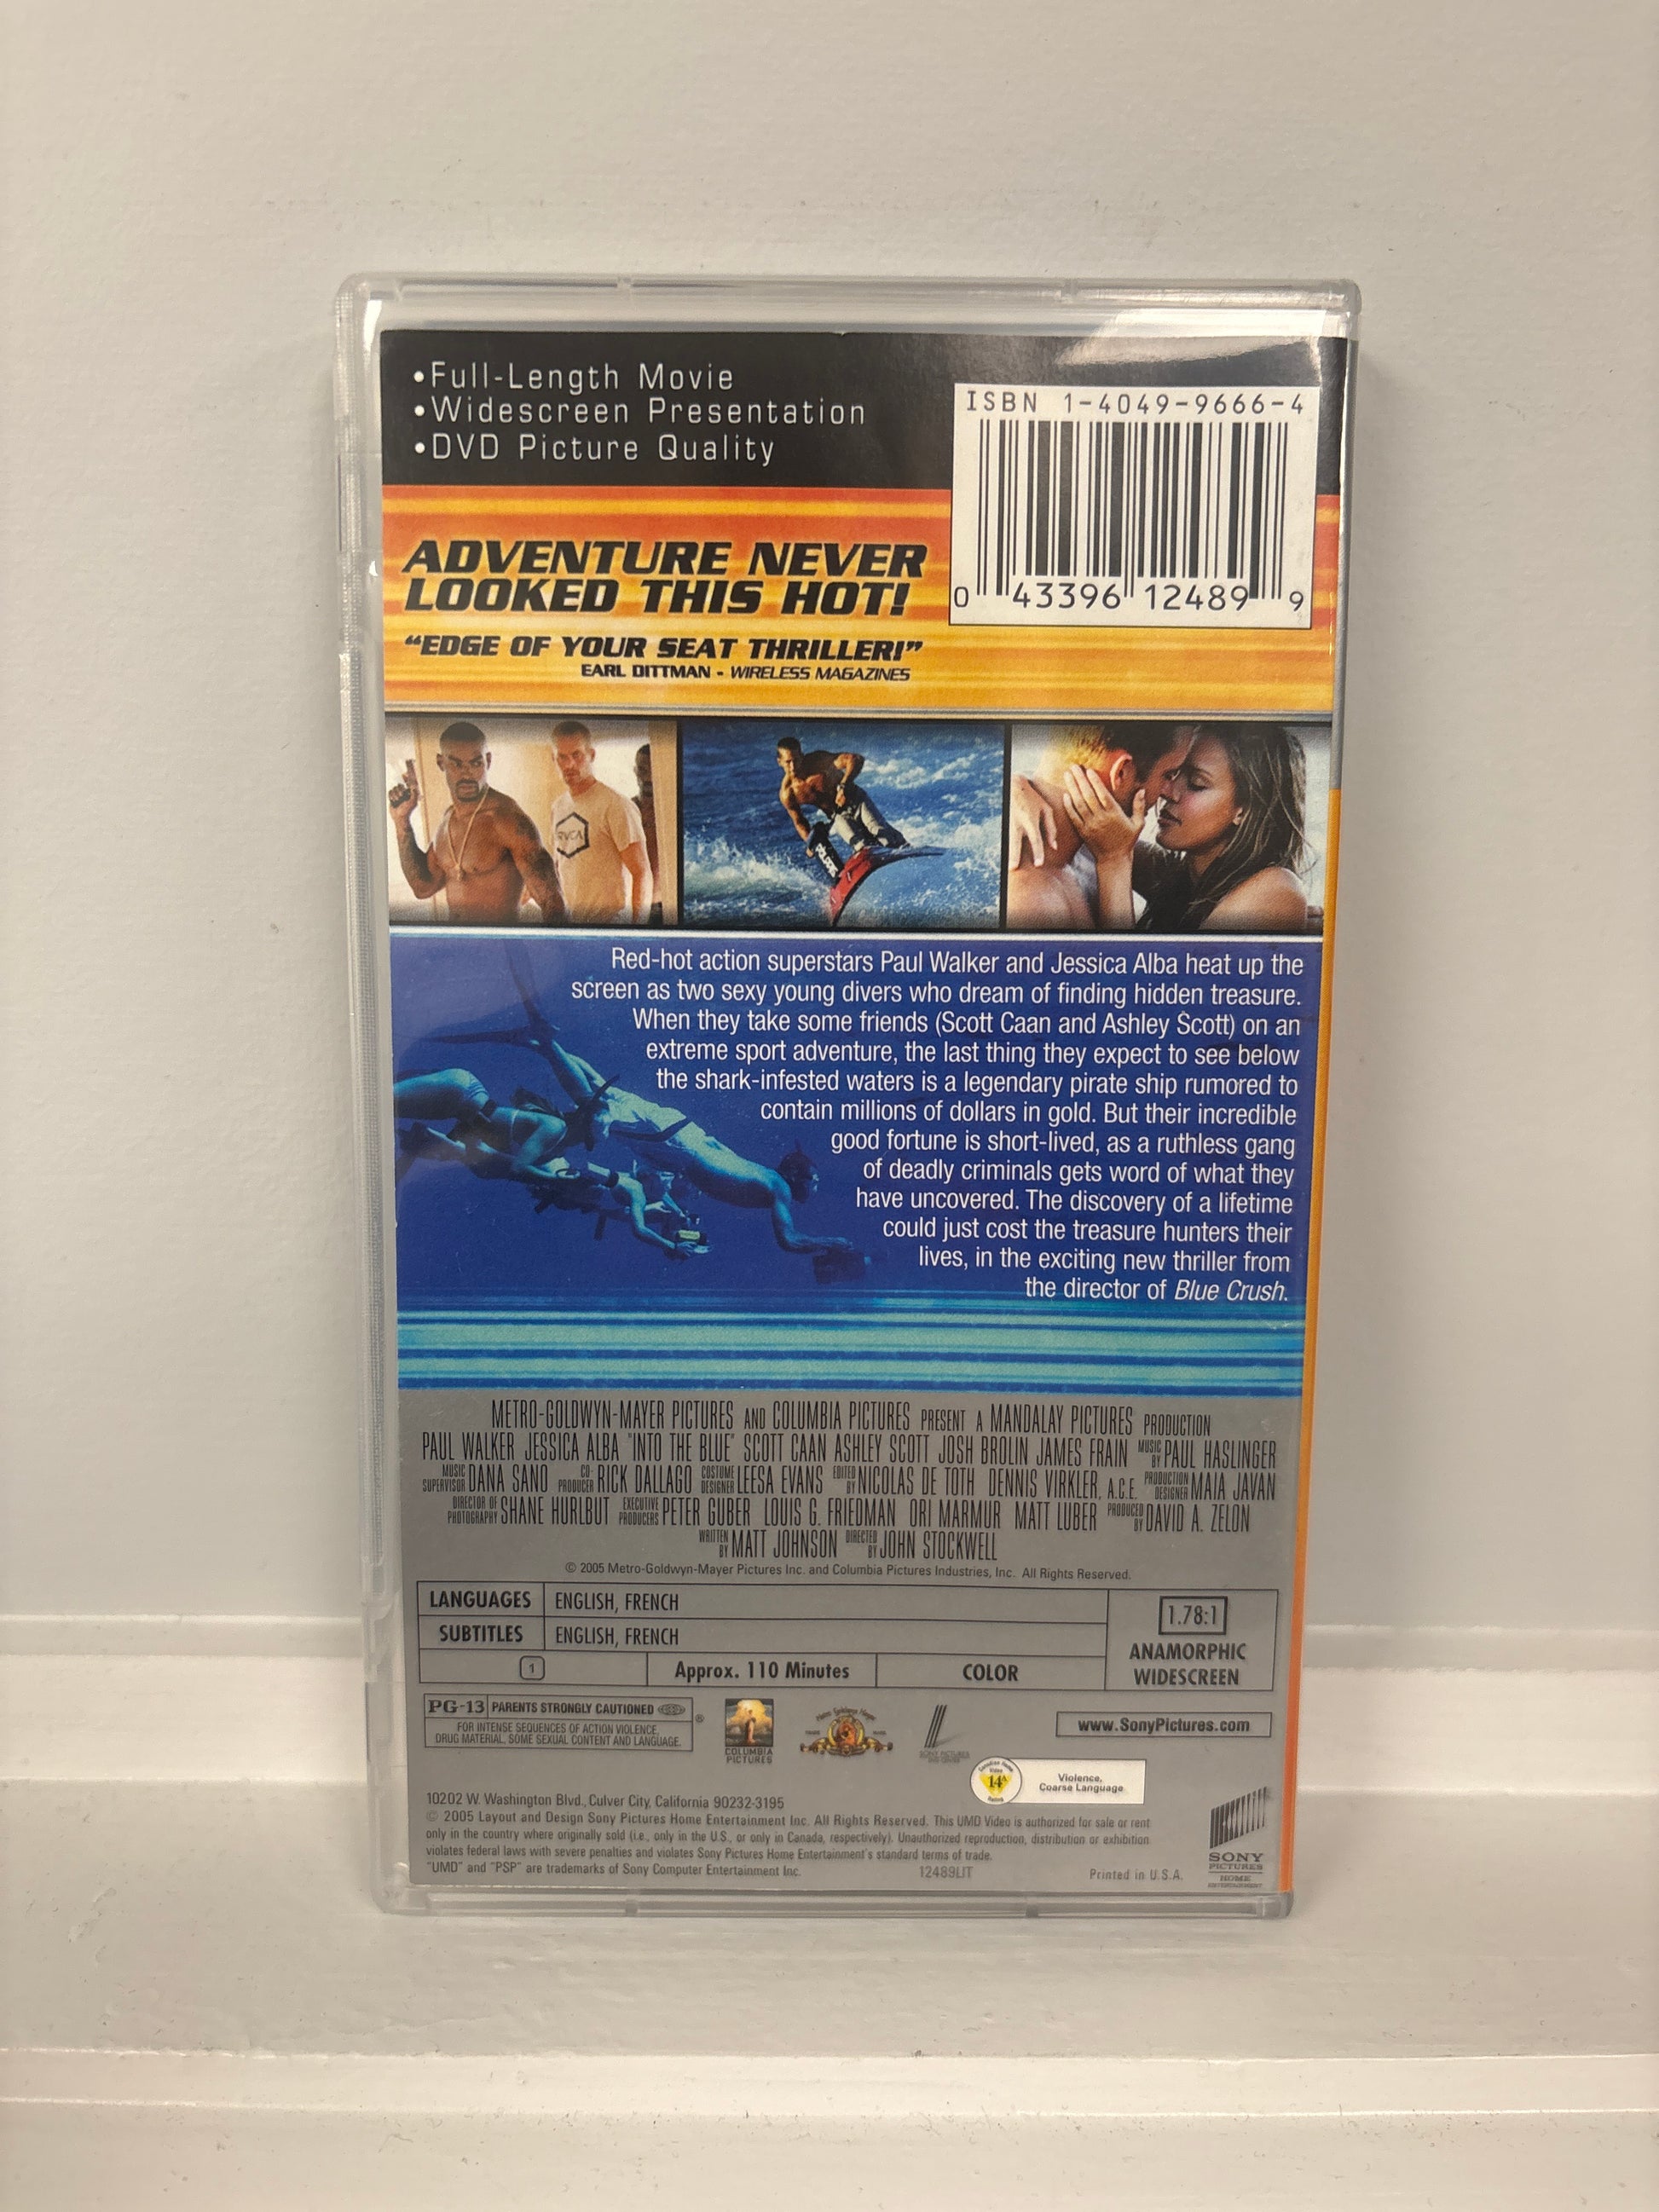 •Full-Length Movie
•Widescreen Presentation
•DVD Picture Quality
ISBN 1-4049-9666-4
0 43396 12489 9
ADVENTURE NEVER
LOOKED THIS HOT!
“EDGE OF YOUR SEAT THRILLER!”
EARL DITTMAN - WIRELESS MAGAZINES
RVCA
Red-hot action superstars Paul Walker and Jessica Alba heat up the
screen as two sexy young divers who dream of finding hidden treasure.
When they take some friends (Scott Caan and Ashley Scott) on an
extreme sport adventure, the last thing they expect to see below
the shark-infested waters is a legendary pirate ship rumored to
contain millions of dollars in gold. But their incredible
good fortune is short-lived, as a ruthless gang
of deadly criminals gets word of what they
have uncovered. The discovery of a lifetime
could just cost the treasure hunters their
lives, in the exciting new thriller from
the director of Blue Crush.
METRO-GOLDWYN-MAYER PICTURES AND COLUMBIA PICTURES PRESENT A MANDALAY PICTURES PRODUCTION
PAUL WALKER JESSICA ALBA "INTO THE BLUE" SCOTT CAAN ASHLEY SCOTT JOSH BROLIN JAMES FRAIN MUSIC BY PAUL HASLINGER
MUSIC SUPERVISOR DANA SANO CO-PRODUCER RICK DALLAGO COSTUME DESIGNER LEESA EVANS EDITED BY NICOLAS DE TOTH DENNIS VIRKLER, A.C.E. PRODUCTION DESIGNER MAIA JAVAN
DIRECTOR OF PHOTOGRAPHY SHANE HURLBUT EXECUTIVE PRODUCERS PETER GUBER LOUIS G. FRIEDMAN ORI MARMUR MATT LUBER PRODUCED BY DAVID A. ZELON
WRITTEN BY MATT JOHNSON DIRECTED BY JOHN STOCKWELL
© 2005 Metro-Goldwyn-Mayer Pictures Inc. and Columbia Pictures Industries, Inc. All Rights Reserved.
LANGUAGES ENGLISH, FRENCH
SUBTITLES ENGLISH, FRENCH
1 Approx. 110 Minutes COLOR
1.78:1
ANAMORPHIC
WIDESCREEN
PG-13 PARENTS STRONGLY CAUTIONED ®
FOR INTENSE SEQUENCES OF ACTION VIOLENCE,
DRUG MATERIAL, SOME SEXUAL CONTENT AND LANGUAGE.
COLUMBIA
PICTURES
www.SonyPictures.com
14A
Violence,
Coarse Language
10202 W. Washington Blvd., Culver City, California 90232-3195
© 2005 Layout and Design Sony Pictures Home Entertainment Inc. All Rights Reserved. This UMD Video is authorized for sale or rent
only in the country where originally sold (i.e., only in the U.S., or only in Canada, respectively). Unauthorized reproduction, distribution or exhibition
violates federal laws with severe penalties and violates Sony Pictures Home Entertainment's standard terms of trade.
"UMD" and "PSP" are trademarks of Sony Computer Entertainment Inc.
12489LIT
Printed in U.S.A.
SONY
PICTURES
HOME
ENTERTAINMENT